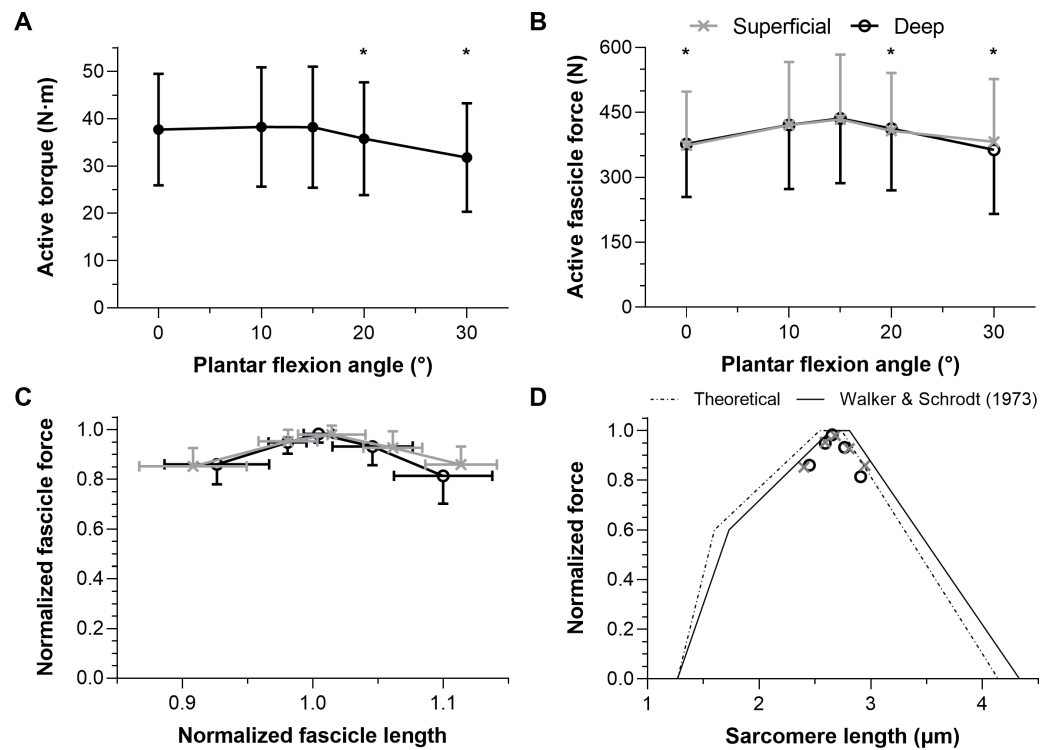 A
Active torque (N·m)
50
40
30
20
10
0
* *
0 10 20 30
Plantar flexion angle (°)
B
Superficial Deep
Active fascicle force (N)
600
450
300
150
0
* * *
0 10 20 30
Plantar flexion angle (°)
C
Normalized fascicle force
1.0
0.8
0.6
0.4
0.2
0.0
0.9 1.0 1.1
Normalized fascicle length
D
Theoretical Walker & Schrodt (1973)
Normalized force
1.0
0.8
0.6
0.4
0.2
0.0
1 2 3 4
Sarcomere length (µm)